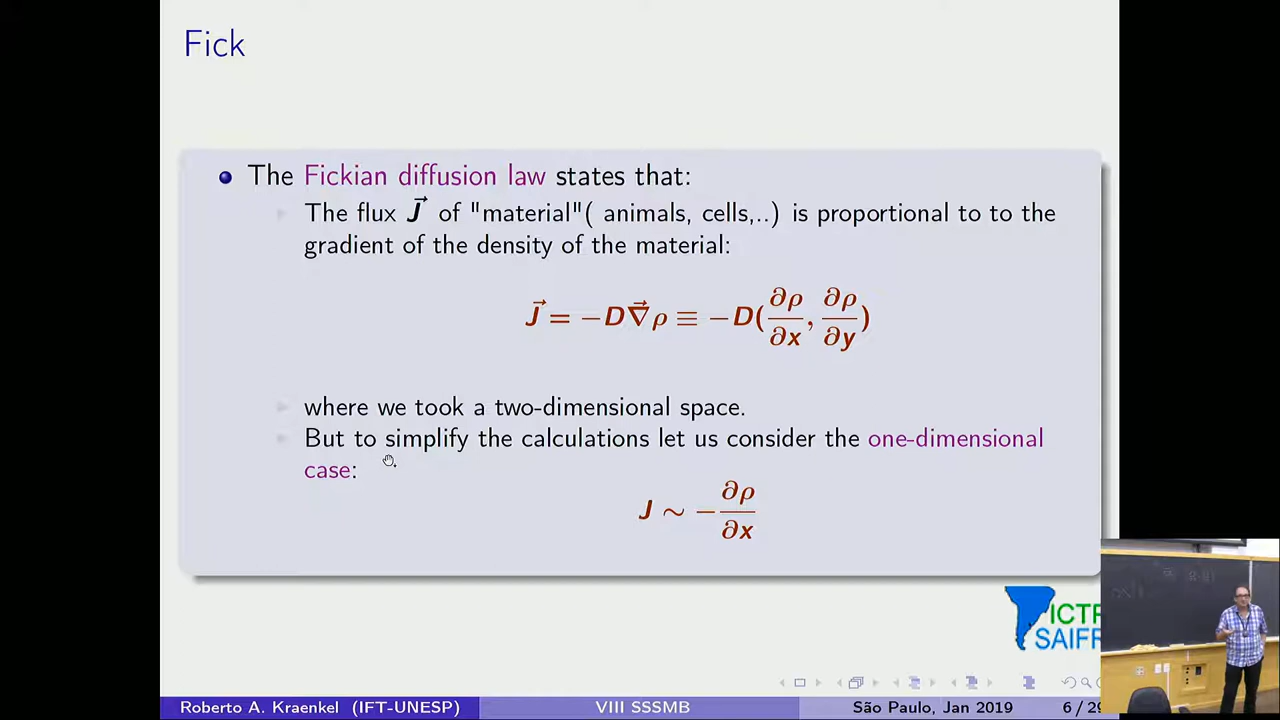 Fick
The Fickian diffusion law states that:
The flux J⃗ of "material"( animals, cells,..) is proportional to to the
gradient of the density of the material:
J⃗ = −D∇⃗ρ ≡ −D(∂ρ/∂x, ∂ρ/∂y)
where we took a two-dimensional space.
But to simplify the calculations let us consider the one-dimensional
case:
J ∼ −∂ρ/∂x
ICTP
SAIFR
Roberto A. Kraenkel (IFT-UNESP) VIII SSSMB São Paulo, Jan 2019 6 / 29